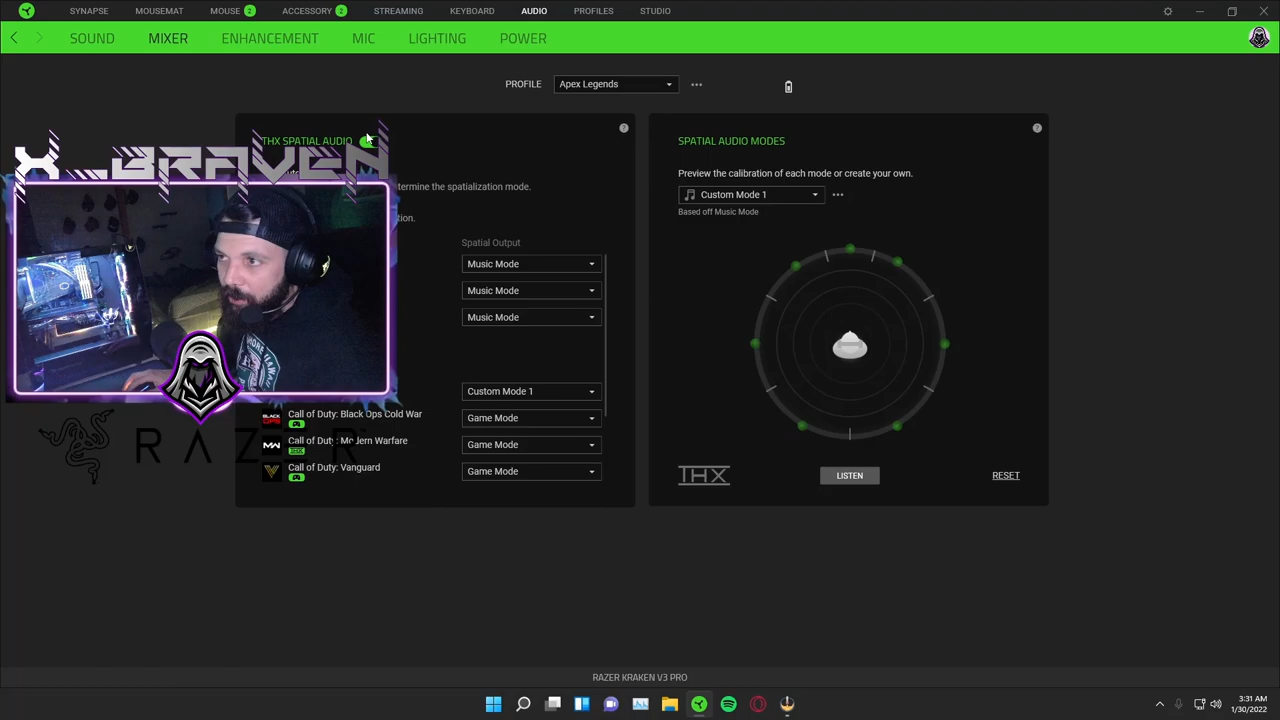 SYNAPSE MOUSEMAT MOUSE 2 ACCESSORY 2 STREAMING KEYBOARD AUDIO PROFILES STUDIO
SOUND MIXER ENHANCEMENT MIC LIGHTING POWER
PROFILE Apex Legends
THX SPATIAL AUDIO
X_BRAVEN
termine the spatialization mode.
tion.
Spatial Output
Music Mode
Music Mode
Music Mode
Custom Mode 1
Call of Duty: Black Ops Cold War Game Mode
Call of Duty: Modern Warfare Game Mode
Call of Duty: Vanguard Game Mode
RAZER
SPATIAL AUDIO MODES
Preview the calibration of each mode or create your own.
Custom Mode 1
Based off Music Mode
THX LISTEN RESET
RAZER KRAKEN V3 PRO
3:31 AM
1/30/2022